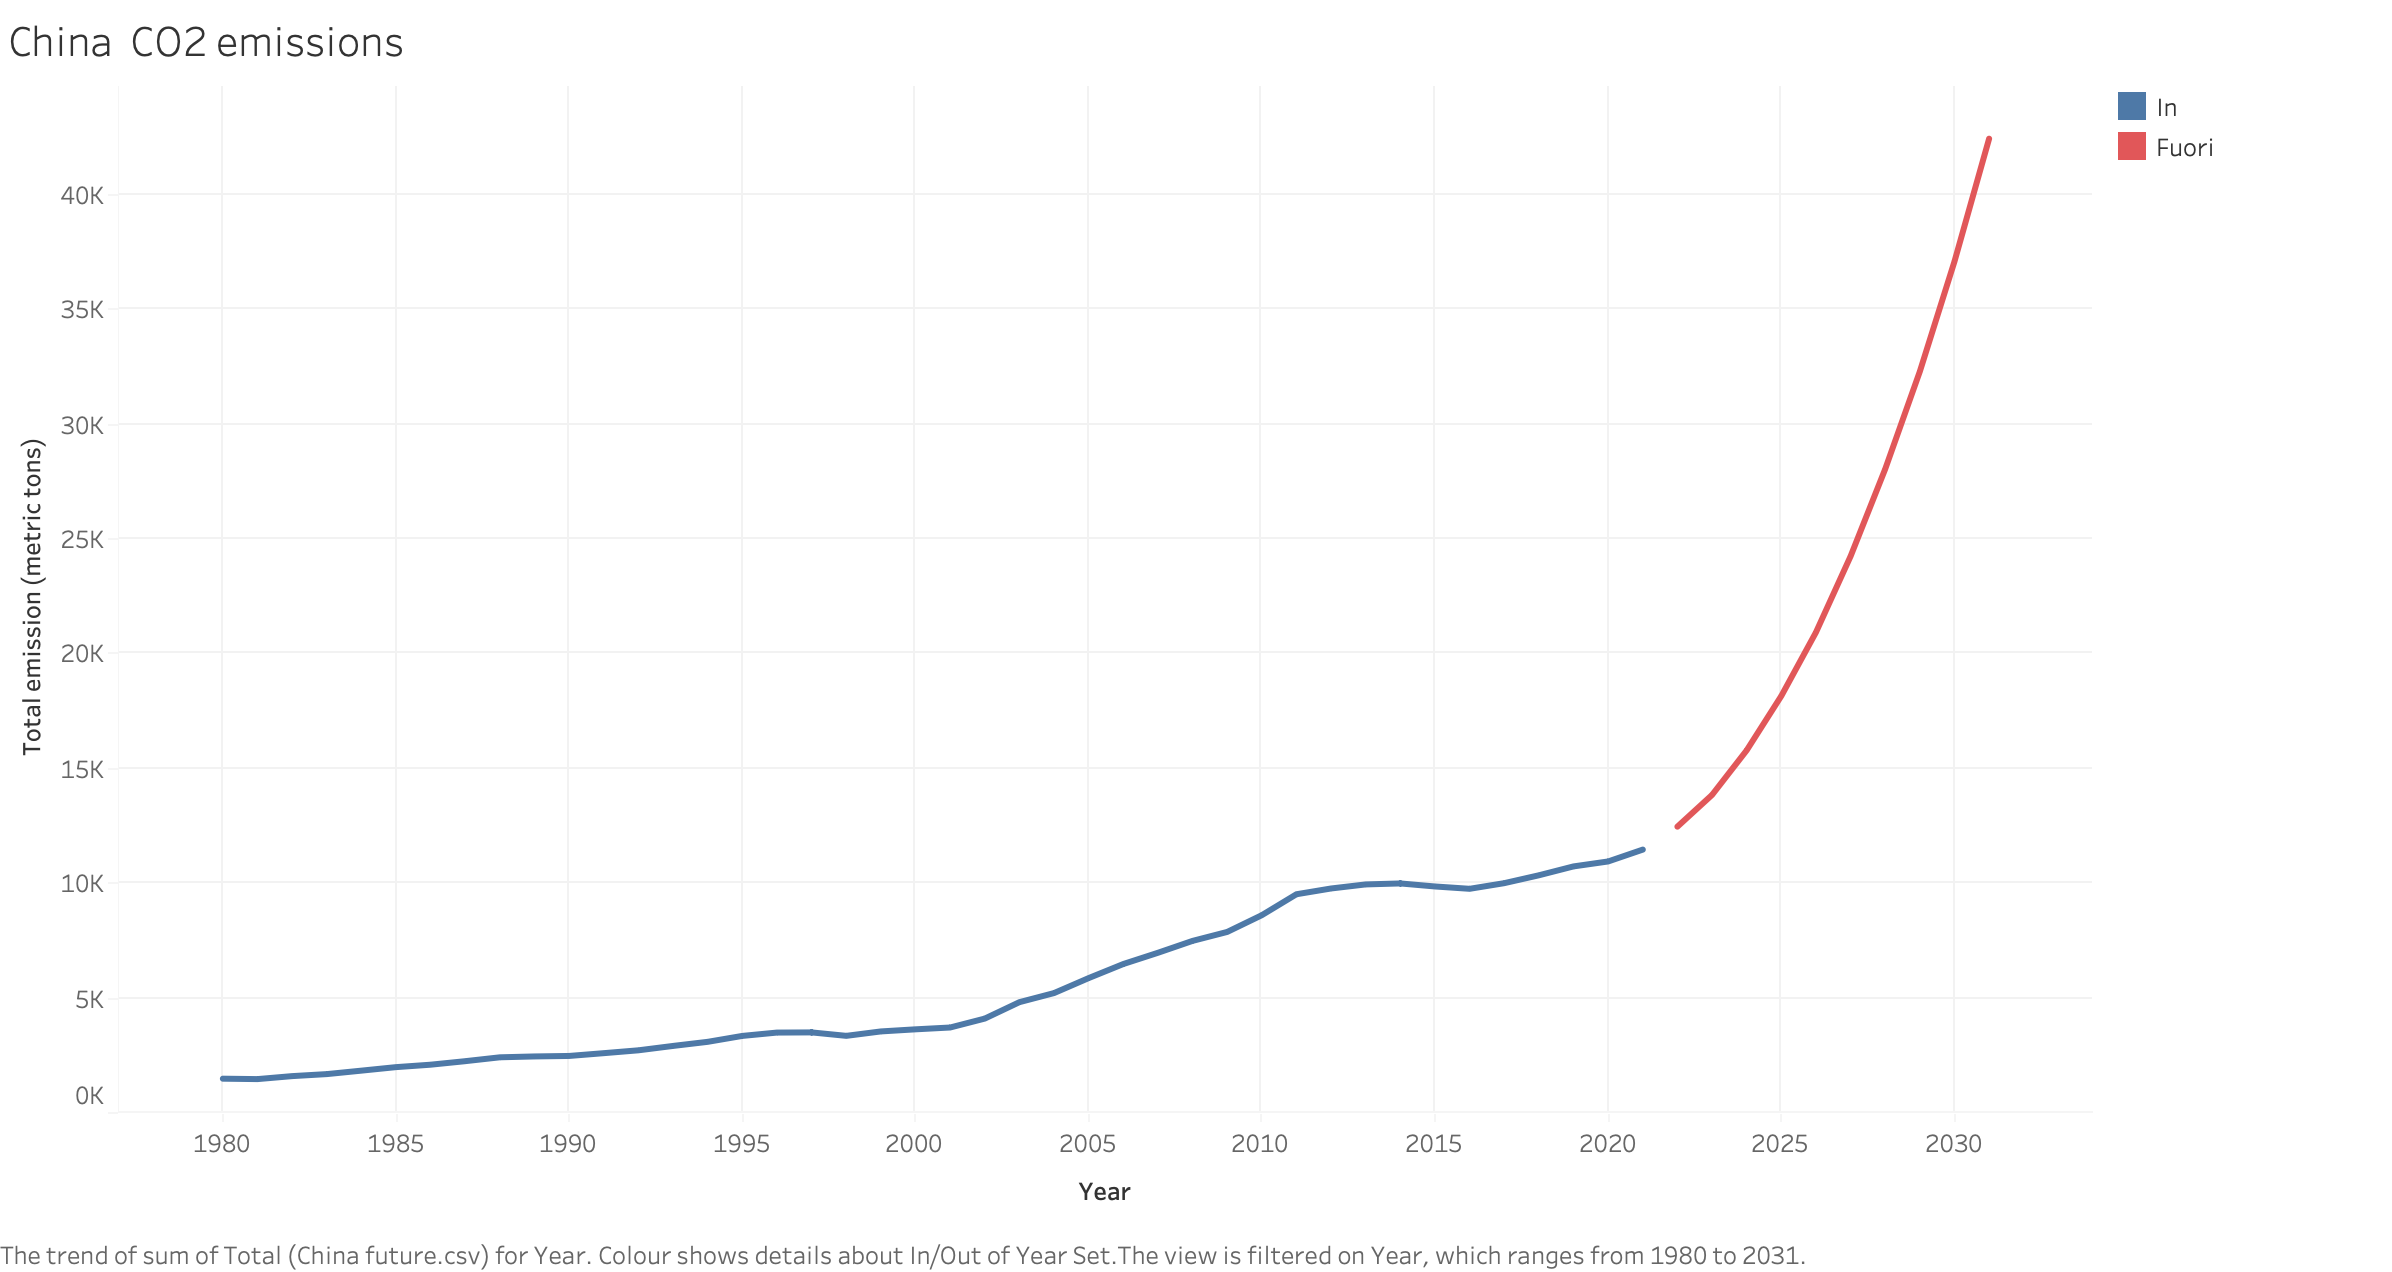 China  CO2 emissions
In
Fuori
40K
35K
30K
25K
20K
15K
10K
5K
0K
Total emission (metric tons)
1980 1985 1990 1995 2000 2005 2010 2015 2020 2025 2030
Year
The trend of sum of Total (China future.csv) for Year. Colour shows details about In/Out of Year Set.The view is filtered on Year, which ranges from 1980 to 2031.